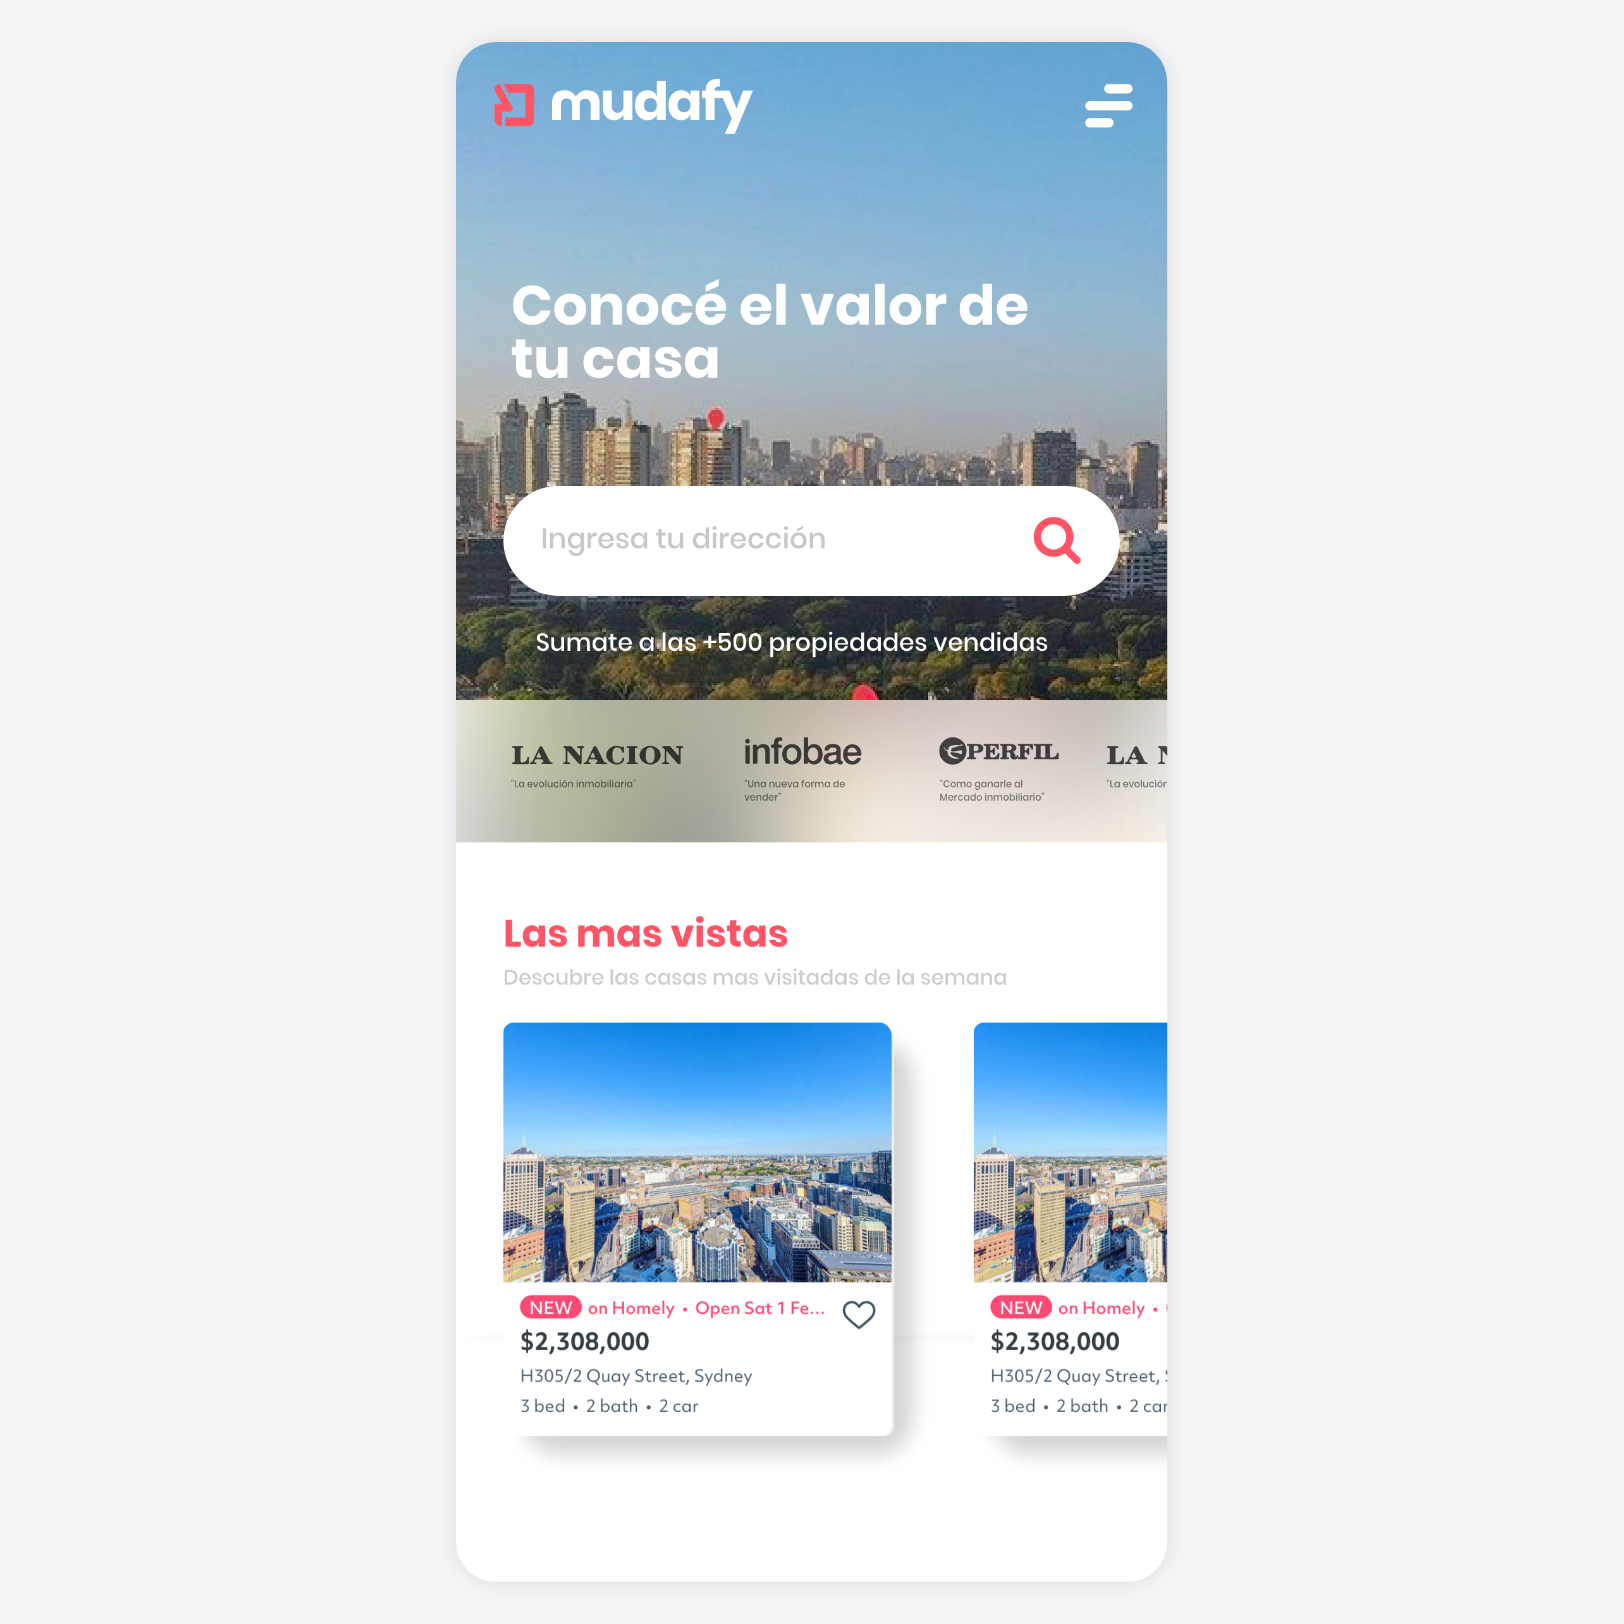 mudafy
Conocé el valor de
tu casa
Ingresa tu dirección
Sumate a las +500 propiedades vendidas
LA NACION
"La evolución inmobiliaria"
infobae
"Una nueva forma de
vender"
PERFIL
"Como ganarle al
Mercado inmobiliario"
LA N
"La evolución
Las mas vistas
Descubre las casas mas visitadas de la semana
NEW on Homely • Open Sat 1 Fe...
$2,308,000
H305/2 Quay Street, Sydney
3 bed • 2 bath • 2 car
NEW on Homely •
$2,308,000
H305/2 Quay Street,
3 bed • 2 bath • 2 car